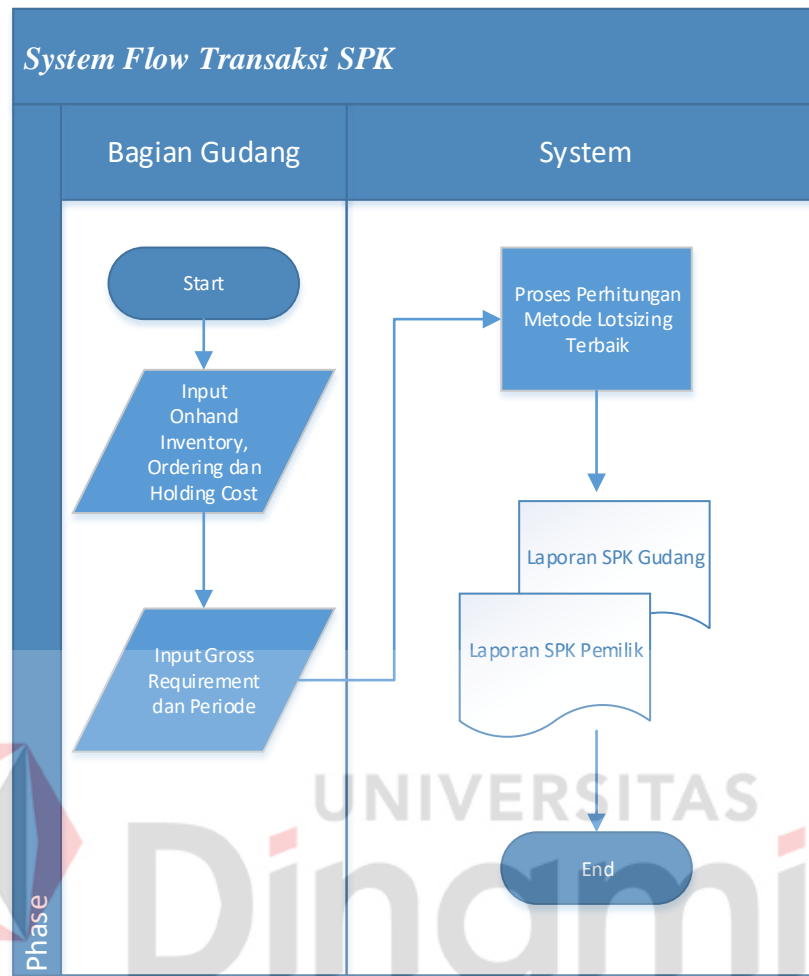 System Flow Transaksi SPK
Bagian Gudang
System
Start
Input
Onhand
Inventory,
Ordering dan
Holding Cost
Input Gross
Requirement
dan Periode
Proses Perhitungan
Metode Lotsizing
Terbaik
Laporan SPK Gudang
Laporan SPK Pemilik
End
Phase
UNIVERSITAS
Dinami